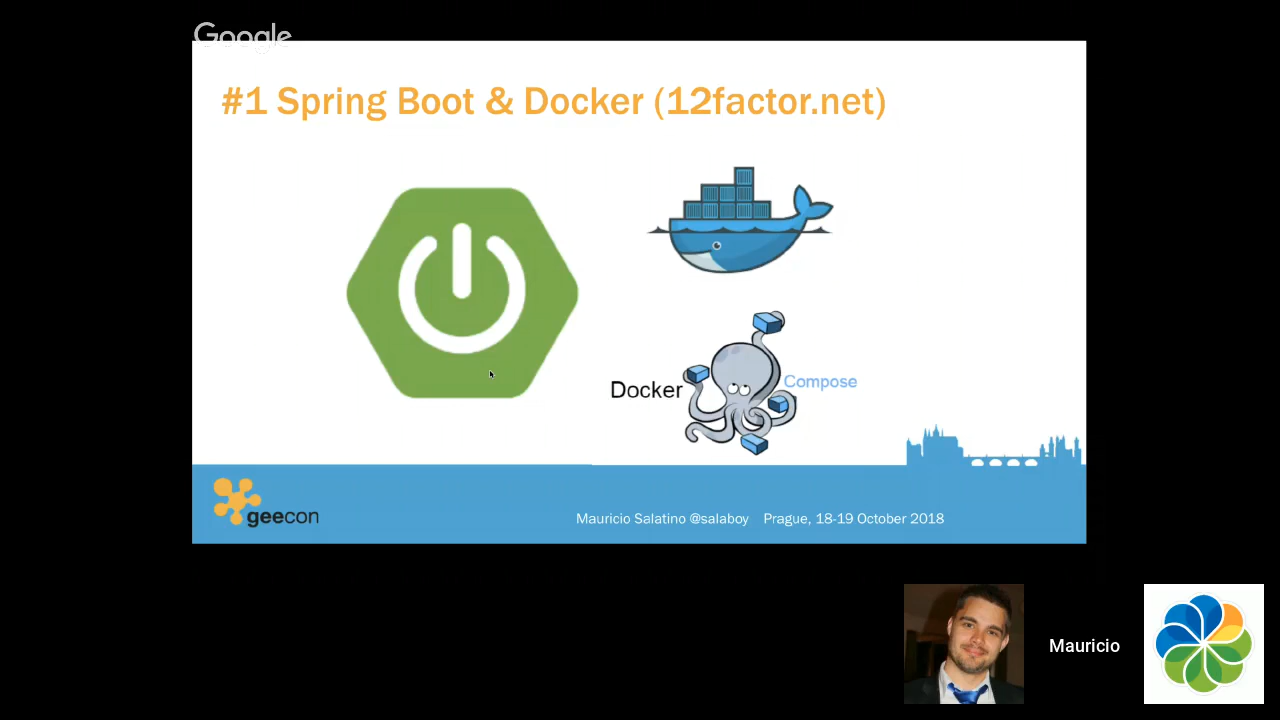 Google
#1 Spring Boot & Docker (12factor.net)
Docker
Compose
geecon
Mauricio Salatino @salaboy Prague, 18-19 October 2018
Mauricio